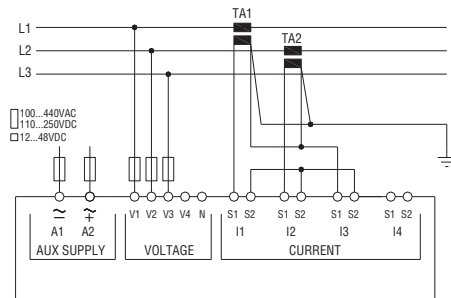 TA1
L1
TA2
L2
L3
100...440VAC
110...250VDC
12...48VDC
V1 V2 V3 V4 N S1 S2 S1 S2 S1 S2 S1 S2
A1 A2 I1 I2 I3 I4
AUX SUPPLY VOLTAGE CURRENT